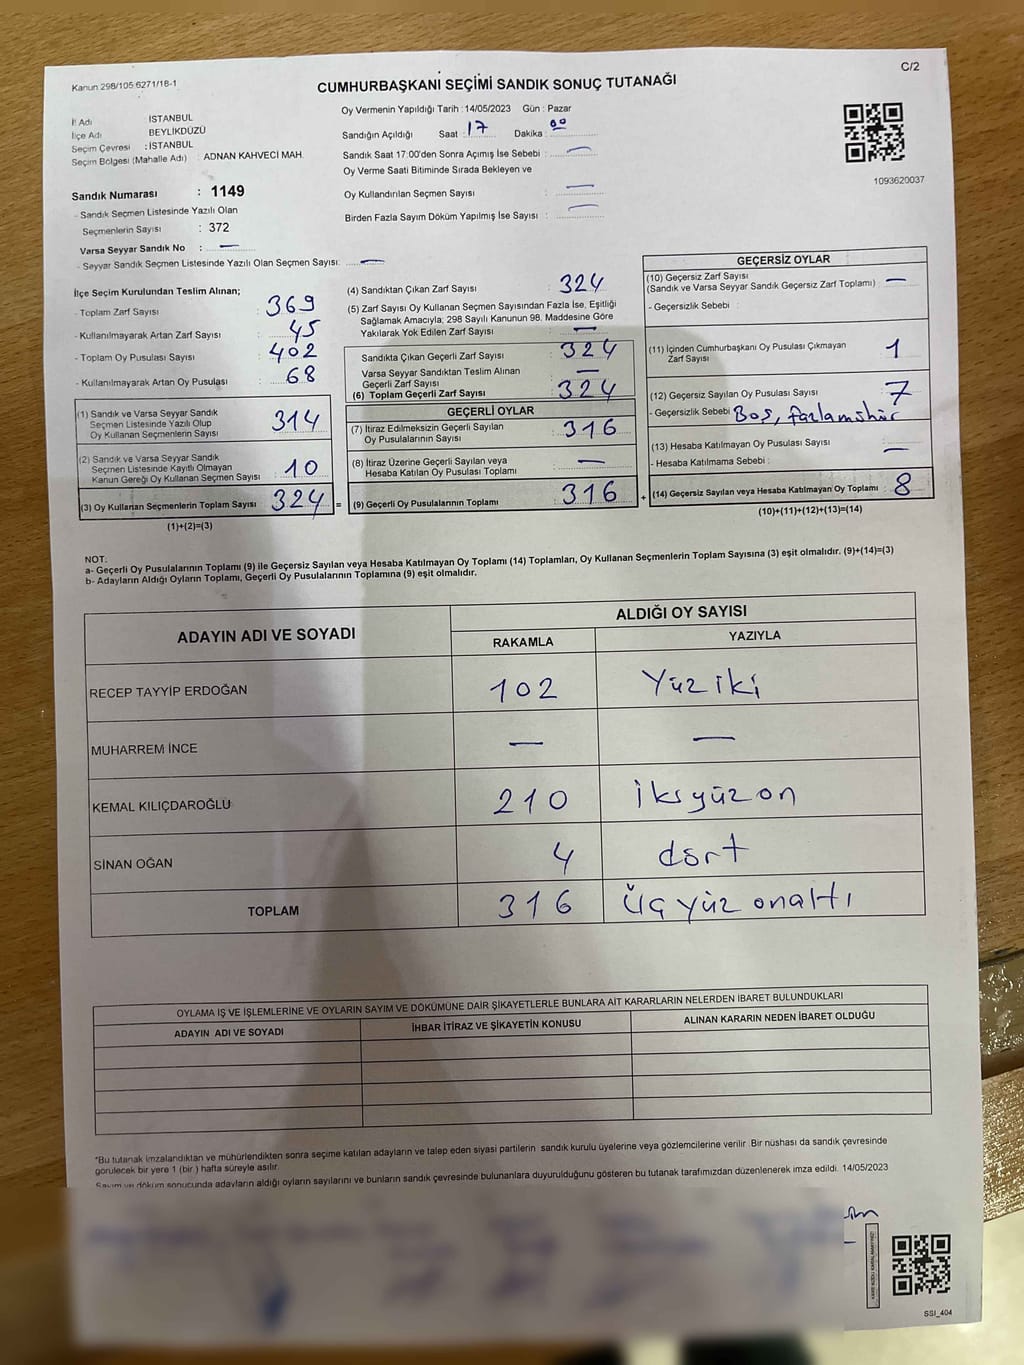 Kanun 298/105 6271/18-1
C/2
CUMHURBAŞKANI SEÇİMİ SANDIK SONUÇ TUTANAĞI
İl Adı İSTANBUL
İlçe Adı BEYLİKDÜZÜ
Seçim Çevresi : İSTANBUL
Seçim Bölgesi (Mahalle Adı) : ADNAN KAHVECİ MAH.
Sandık Numarası : 1149
- Sandık Seçmen Listesinde Yazılı Olan
Seçmenlerin Sayısı : 372
Varsa Seyyar Sandık No : —
- Seyyar Sandık Seçmen Listesinde Yazılı Olan Seçmen Sayısı: —
Oy Vermenin Yapıldığı Tarih : 14/05/2023 Gün : Pazar
Sandığın Açıldığı Saat : 17 Dakika : 00
Sandık Saat 17:00'den Sonra Açımış İse Sebebi : —
Oy Verme Saati Bitiminde Sırada Bekleyen ve
Oy Kullandırılan Seçmen Sayısı : —
Birden Fazla Sayım Döküm Yapılmış İse Sayısı : —
1093620037
İlçe Seçim Kurulundan Teslim Alınan;
- Toplam Zarf Sayısı : 369
- Kullanılmayarak Artan Zarf Sayısı : 45
- Toplam Oy Pusulası Sayısı : 402
- Kullanılmayarak Artan Oy Pusulası : 68
(1) Sandık ve Varsa Seyyar Sandık
Seçmen Listesinde Yazılı Olup
Oy Kullanan Seçmenlerin Sayısı : 314
(2) Sandık ve Varsa Seyyar Sandık
Seçmen Listesinde Kayıtlı Olmayan
Kanun Gereği Oy Kullanan Seçmen Sayısı : 10
(3) Oy Kullanan Seçmenlerin Toplam Sayısı : 324 =
(1)+(2)=(3)
(4) Sandıktan Çıkan Zarf Sayısı : 324
(5) Zarf Sayısı Oy Kullanan Seçmen Sayısından Fazla İse, Eşitliği
Sağlamak Amacıyla; 298 Sayılı Kanunun 98. Maddesine Göre
Yakılarak Yok Edilen Zarf Sayısı : —
Sandıkta Çıkan Geçerli Zarf Sayısı : 324
Varsa Seyyar Sandıktan Teslim Alınan
Geçerli Zarf Sayısı : —
(6) Toplam Geçerli Zarf Sayısı : 324
GEÇERLİ OYLAR
(7) İtiraz Edilmeksizin Geçerli Sayılan
Oy Pusulalarının Sayısı : 316
(8) İtiraz Üzerine Geçerli Sayılan veya
Hesaba Katılan Oy Pusulası Toplamı : —
(9) Geçerli Oy Pusulalarının Toplamı : 316 +
GEÇERSİZ OYLAR
(10) Geçersiz Zarf Sayısı
(Sandık ve Varsa Seyyar Sandık Geçersiz Zarf Toplamı) : —
- Geçersizlik Sebebi :
(11) İçinden Cumhurbaşkanı Oy Pusulası Çıkmayan
Zarf Sayısı : 1
(12) Geçersiz Sayılan Oy Pusulası Sayısı : 7
- Geçersizlik Sebebi : Boş, fazlamühür
(13) Hesaba Katılmayan Oy Pusulası Sayısı : —
- Hesaba Katılmama Sebebi :
(14) Geçersiz Sayılan veya Hesaba Katılmayan Oy Toplamı : 8
(10)+(11)+(12)+(13)=(14)
NOT:
a- Geçerli Oy Pusulalarının Toplamı (9) ile Geçersiz Sayılan veya Hesaba Katılmayan Oy Toplamı (14) Toplamları, Oy Kullanan Seçmenlerin Toplam Sayısına (3) eşit olmalıdır. (9)+(14)=(3)
b- Adayların Aldığı Oyların Toplamı, Geçerli Oy Pusulalarının Toplamına (9) eşit olmalıdır.
ADAYIN ADI VE SOYADI ALDIĞI OY SAYISI
RAKAMLA YAZIYLA
RECEP TAYYİP ERDOĞAN 102 Yüz iki
MUHARREM İNCE — —
KEMAL KILIÇDAROĞLU 210 ikiyüz on
SİNAN OĞAN 4 dört
TOPLAM 316 Üçyüz onaltı
OYLAMA İŞ VE İŞLEMLERİNE VE OYLARIN SAYIM VE DÖKÜMÜNE DAİR ŞİKAYETLERLE BUNLARA AİT KARARLARIN NELERDEN İBARET BULUNDUKLARI
ADAYIN ADI VE SOYADI İHBAR İTİRAZ VE ŞİKAYETİN KONUSU ALINAN KARARIN NEDEN İBARET OLDUĞU
*Bu tutanak imzalandıktan ve mühürlendikten sonra seçime katılan adayların ve talep eden siyasi partilerin sandık kurulu üyelerine veya gözlemcilerine verilir. Bir nüshası da sandık çevresinde
görülecek bir yere 1 (bir ) hafta süreyle asılır.
Sayım ve döküm sonucunda adayların aldığı oyların sayılarını ve bunların sandık çevresinde bulunanlara duyurulduğunu gösteren bu tutanak tarafımızdan düzenlenerek imza edildi. 14/05/2023
SSI_404